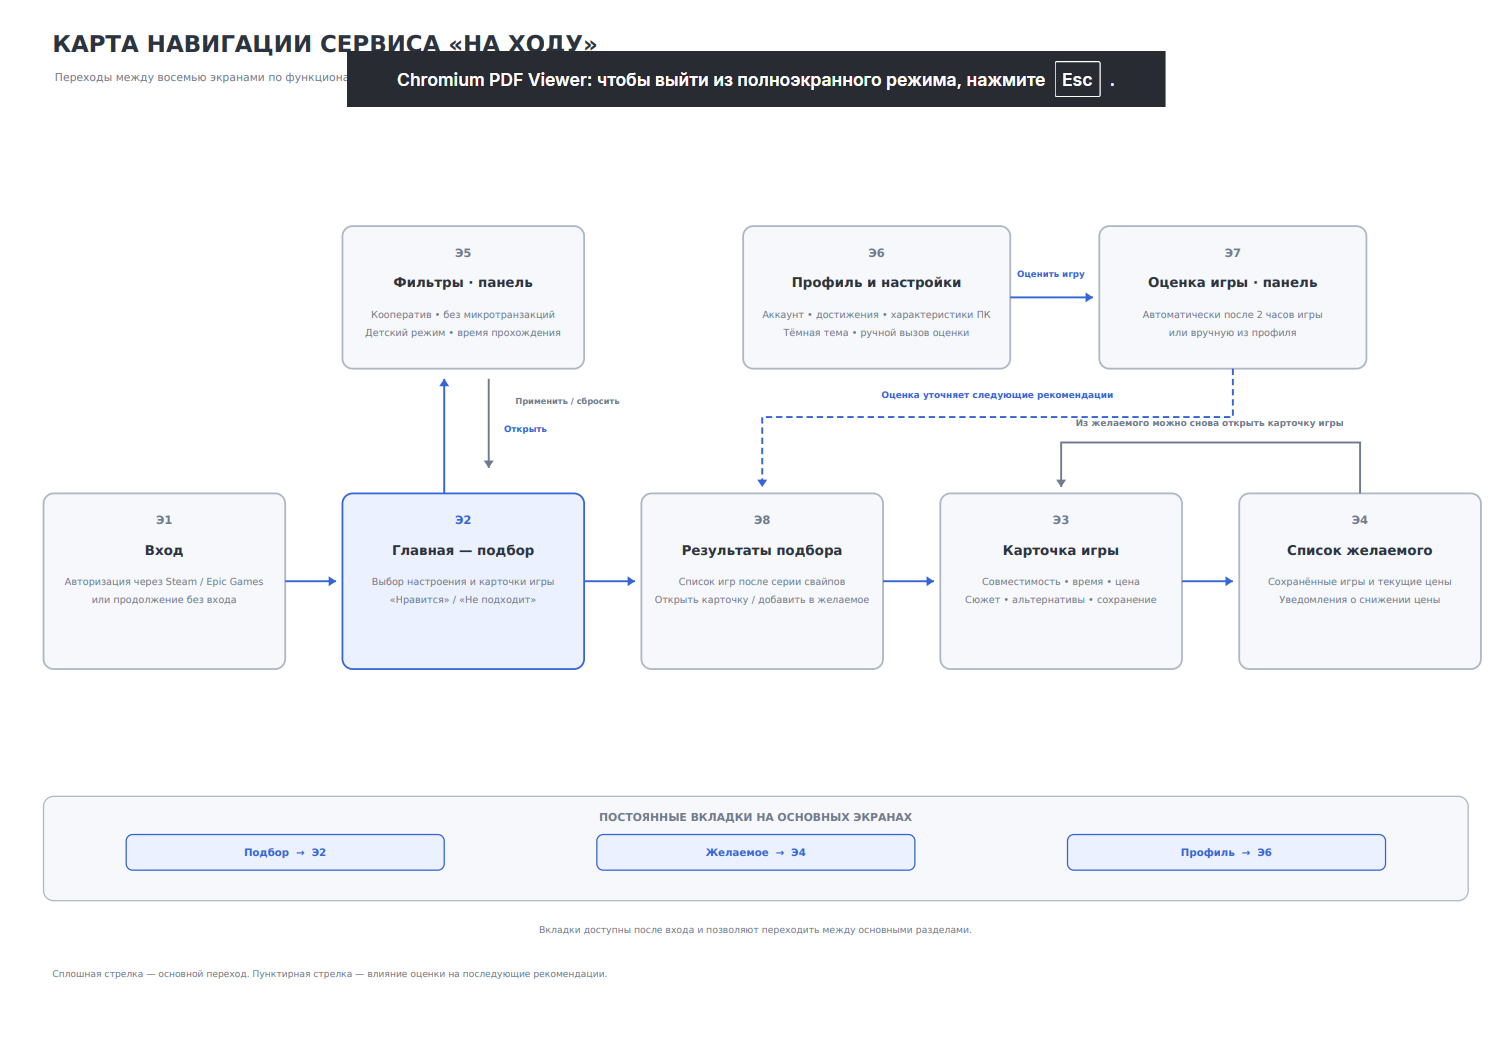 КАРТА НАВИГАЦИИ СЕРВИСА «НА ХОДУ»
Переходы между восемью экранами по
Chromium PDF Viewer: чтобы выйти из полноэкранного режима, нажмите Esc .
Э5
Фильтры · панель
Кооператив • без микротранзакций
Детский режим • время прохождения
Э6
Профиль и настройки
Аккаунт • достижения • характеристики ПК
Тёмная тема • ручной вызов оценки
Оценить игру
Э7
Оценка игры · панель
Автоматически после 2 часов игры
или вручную из профиля
Применить / сбросить
Открыть
Оценка уточняет следующие рекомендации
Из желаемого можно снова открыть карточку игры
Э1
Вход
Авторизация через Steam / Epic Games
или продолжение без входа
Э2
Главная — подбор
Выбор настроения и карточки игры
«Нравится» / «Не подходит»
Э8
Результаты подбора
Список игр после серии свайпов
Открыть карточку / добавить в желаемое
Э3
Карточка игры
Совместимость • время • цена
Сюжет • альтернативы • сохранение
Э4
Список желаемого
Сохранённые игры и текущие цены
Уведомления о снижении цены
ПОСТОЯННЫЕ ВКЛАДКИ НА ОСНОВНЫХ ЭКРАНАХ
Подбор → Э2
Желаемое → Э4
Профиль → Э6
Вкладки доступны после входа и позволяют переходить между основными разделами.
Сплошная стрелка — основной переход. Пунктирная стрелка — влияние оценки на последующие рекомендации.